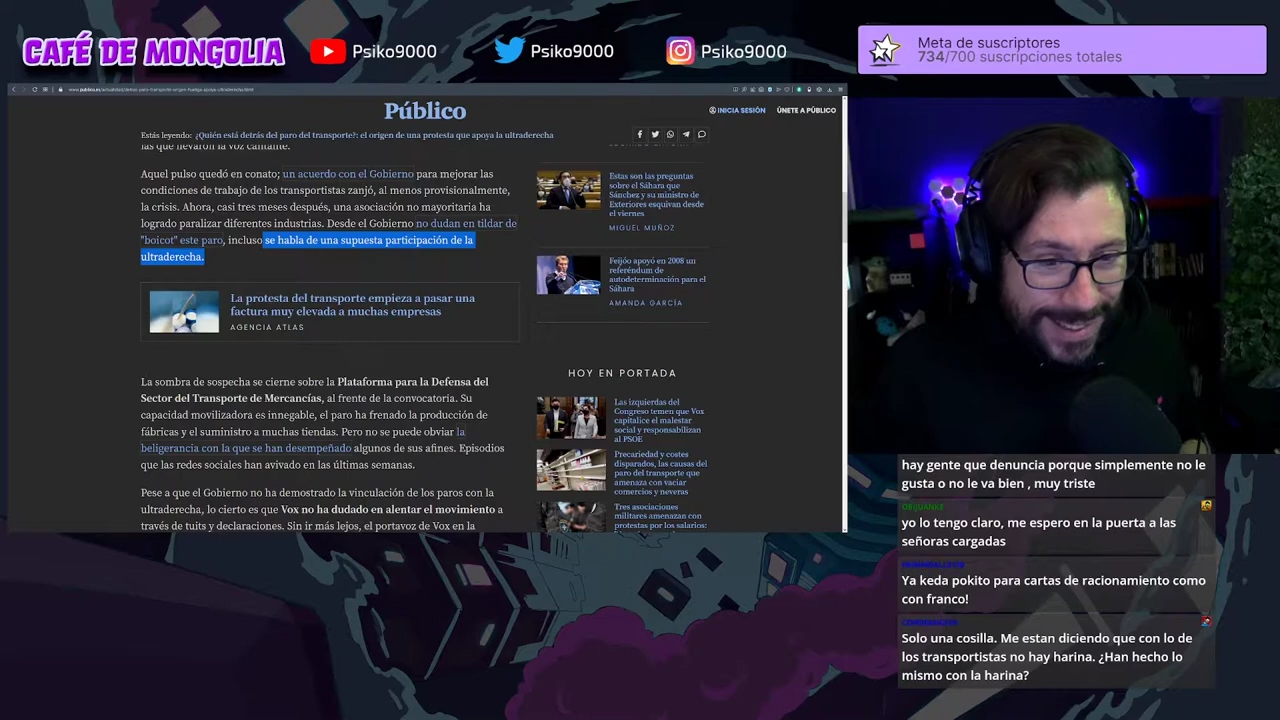 CAFÉ DE MONGOLIA
Psiko9000
Psiko9000
Psiko9000
Meta de suscriptores
734/700 suscripciones totales
Público
INICIA SESIÓN
ÚNETE A PÚBLICO
Estás leyendo: ¿Quién está detrás del paro del transporte?: el origen de una protesta que apoya la ultraderecha
las que llevaron la voz cantante.
Aquel pulso quedó en conato; un acuerdo con el Gobierno para mejorar las
condiciones de trabajo de los transportistas zanjó, al menos provisionalmente,
la crisis. Ahora, casi tres meses después, una asociación no mayoritaria ha
logrado paralizar diferentes industrias. Desde el Gobierno no dudan en tildar de
"boicot" este paro, incluso se habla de una supuesta participación de la
ultraderecha.
La protesta del transporte empieza a pasar una
factura muy elevada a muchas empresas
AGENCIA ATLAS
La sombra de sospecha se cierne sobre la Plataforma para la Defensa del
Sector del Transporte de Mercancías, al frente de la convocatoria. Su
capacidad movilizadora es innegable, el paro ha frenado la producción de
fábricas y el suministro a muchas tiendas. Pero no se puede obviar la
beligerancia con la que se han desempeñado algunos de sus afines. Episodios
que las redes sociales han avivado en las últimas semanas.
Pese a que el Gobierno no ha demostrado la vinculación de los paros con la
ultraderecha, lo cierto es que Vox no ha dudado en alentar el movimiento a
través de tuits y declaraciones. Sin ir más lejos, el portavoz de Vox en la
Estas son las preguntas
sobre el Sáhara que
Sánchez y su ministro de
Exteriores esquivan desde
el viernes
MIGUEL MUÑOZ
Feijóo apoyó en 2008 un
referéndum de
autodeterminación para el
Sáhara
AMANDA GARCÍA
HOY EN PORTADA
Las izquierdas del
Congreso temen que Vox
capitalice el malestar
social y responsabilizan
al PSOE
Precariedad y costes
disparados, las causas del
paro del transporte que
amenaza con vaciar
comercios y neveras
Tres asociaciones
militares amenazan con
protestas por los salarios:
hay gente que denuncia porque simplemente no le
gusta o no le va bien , muy triste
yo lo tengo claro, me espero en la puerta a las
señoras cargadas
Ya keda pokito para cartas de racionamiento como
con franco!
Solo una cosilla. Me estan diciendo que con lo de
los transportistas no hay harina. ¿Han hecho lo
mismo con la harina?